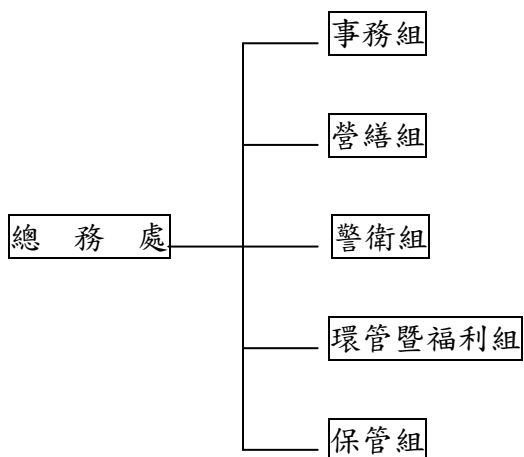 事務組
營繕組
總　務　處
警衛組
環管暨福利組
保管組